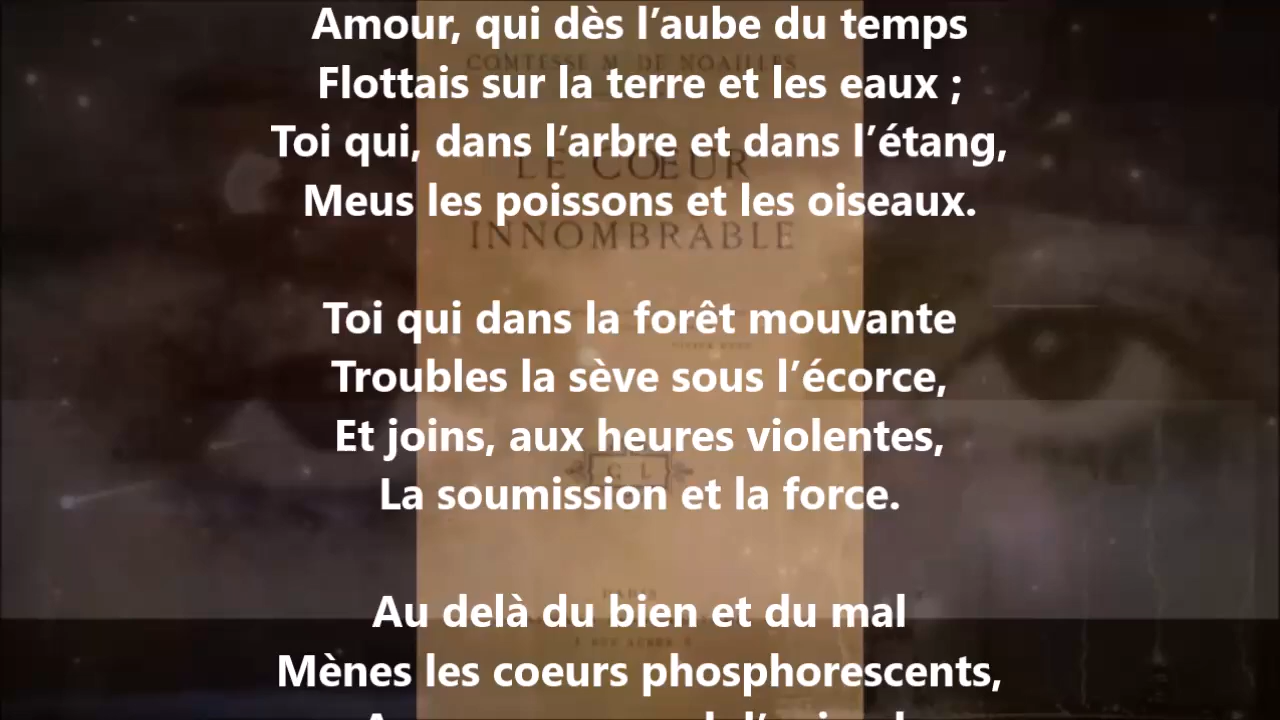 Amour, qui dès l’aube du temps
COMTESSE M. DE NOAILLES
Flottais sur la terre et les eaux ;
Toi qui, dans l’arbre et dans l’étang,
LE CŒUR
Meus les poissons et les oiseaux.
INNOMBRABLE
Toi qui dans la forêt mouvante
Troubles la sève sous l’écorce,
Et joins, aux heures violentes,
C L
La soumission et la force.
PARIS
Au delà du bien et du mal
Mènes les coeurs phosphorescents,